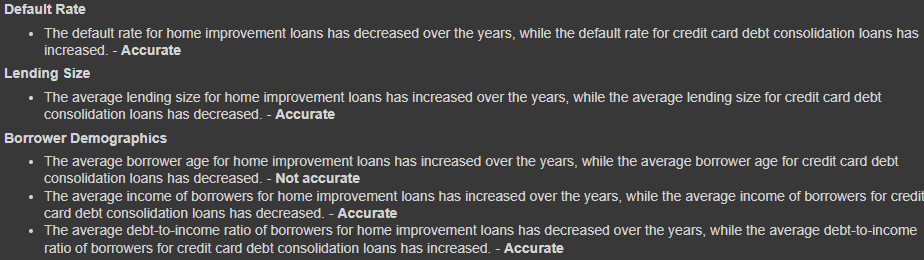 Default Rate
• The default rate for home improvement loans has decreased over the years, while the default rate for credit card debt consolidation loans has
increased. - Accurate
Lending Size
• The average lending size for home improvement loans has increased over the years, while the average lending size for credit card debt
consolidation loans has decreased. - Accurate
Borrower Demographics
• The average borrower age for home improvement loans has increased over the years, while the average borrower age for credit card debt
consolidation loans has decreased. - Not accurate
• The average income of borrowers for home improvement loans has increased over the years, while the average income of borrowers for credit
card debt consolidation loans has decreased. - Accurate
• The average debt-to-income ratio of borrowers for home improvement loans has decreased over the years, while the average debt-to-income
ratio of borrowers for credit card debt consolidation loans has increased. - Accurate